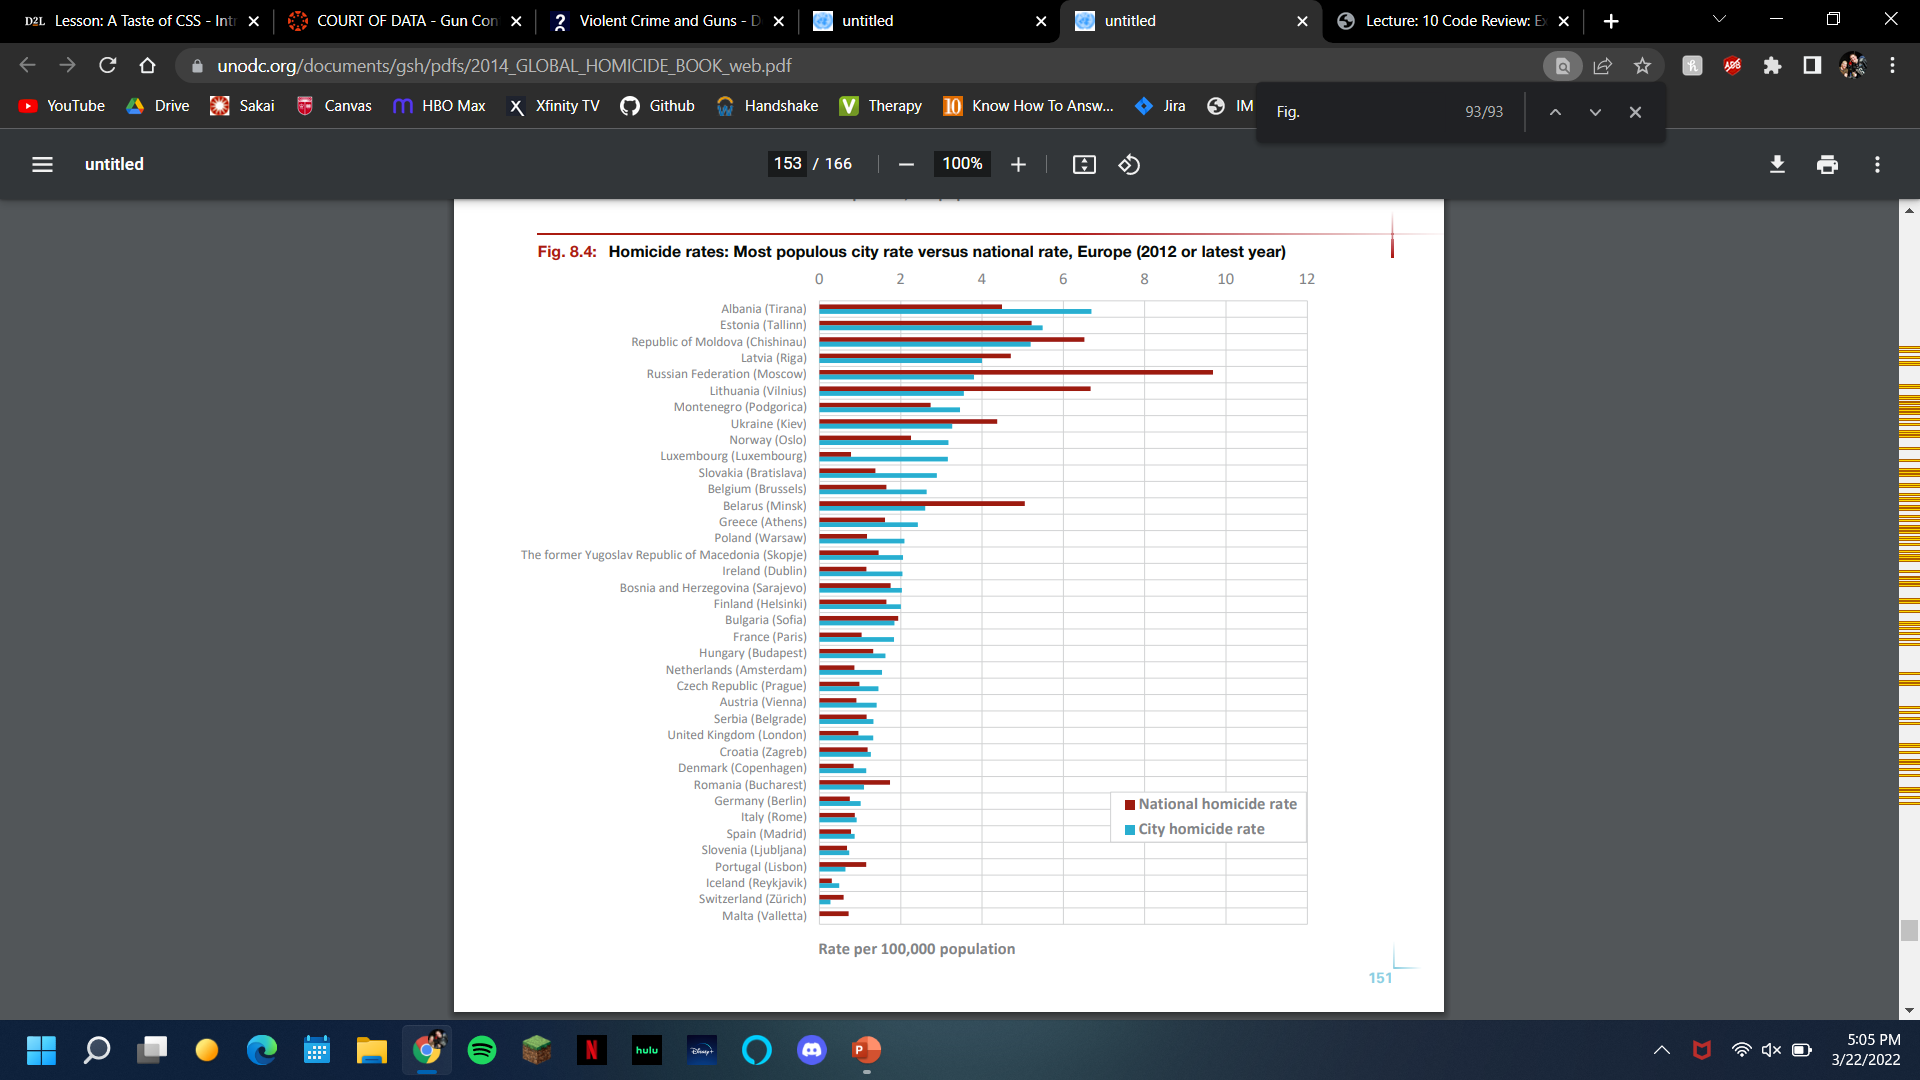 D2L Lesson: A Taste of CSS - Intr
COURT OF DATA - Gun Con
Violent Crime and Guns - D
untitled
untitled
Lecture: 10 Code Review: Ex
unodc.org/documents/gsh/pdfs/2014_GLOBAL_HOMICIDE_BOOK_web.pdf
YouTube Drive Sakai Canvas HBO Max Xfinity TV Github Handshake Therapy Know How To Answ... Jira IM
Fig. 93/93
untitled 153 / 166 100%
Fig. 8.4: Homicide rates: Most populous city rate versus national rate, Europe (2012 or latest year)
0 2 4 6 8 10 12
Albania (Tirana)
Estonia (Tallinn)
Republic of Moldova (Chishinau)
Latvia (Riga)
Russian Federation (Moscow)
Lithuania (Vilnius)
Montenegro (Podgorica)
Ukraine (Kiev)
Norway (Oslo)
Luxembourg (Luxembourg)
Slovakia (Bratislava)
Belgium (Brussels)
Belarus (Minsk)
Greece (Athens)
Poland (Warsaw)
The former Yugoslav Republic of Macedonia (Skopje)
Ireland (Dublin)
Bosnia and Herzegovina (Sarajevo)
Finland (Helsinki)
Bulgaria (Sofia)
France (Paris)
Hungary (Budapest)
Netherlands (Amsterdam)
Czech Republic (Prague)
Austria (Vienna)
Serbia (Belgrade)
United Kingdom (London)
Croatia (Zagreb)
Denmark (Copenhagen)
Romania (Bucharest)
Germany (Berlin)
Italy (Rome)
Spain (Madrid)
Slovenia (Ljubljana)
Portugal (Lisbon)
Iceland (Reykjavik)
Switzerland (Zürich)
Malta (Valletta)
National homicide rate
City homicide rate
Rate per 100,000 population
151
hulu
Disney+
5:05 PM
3/22/2022